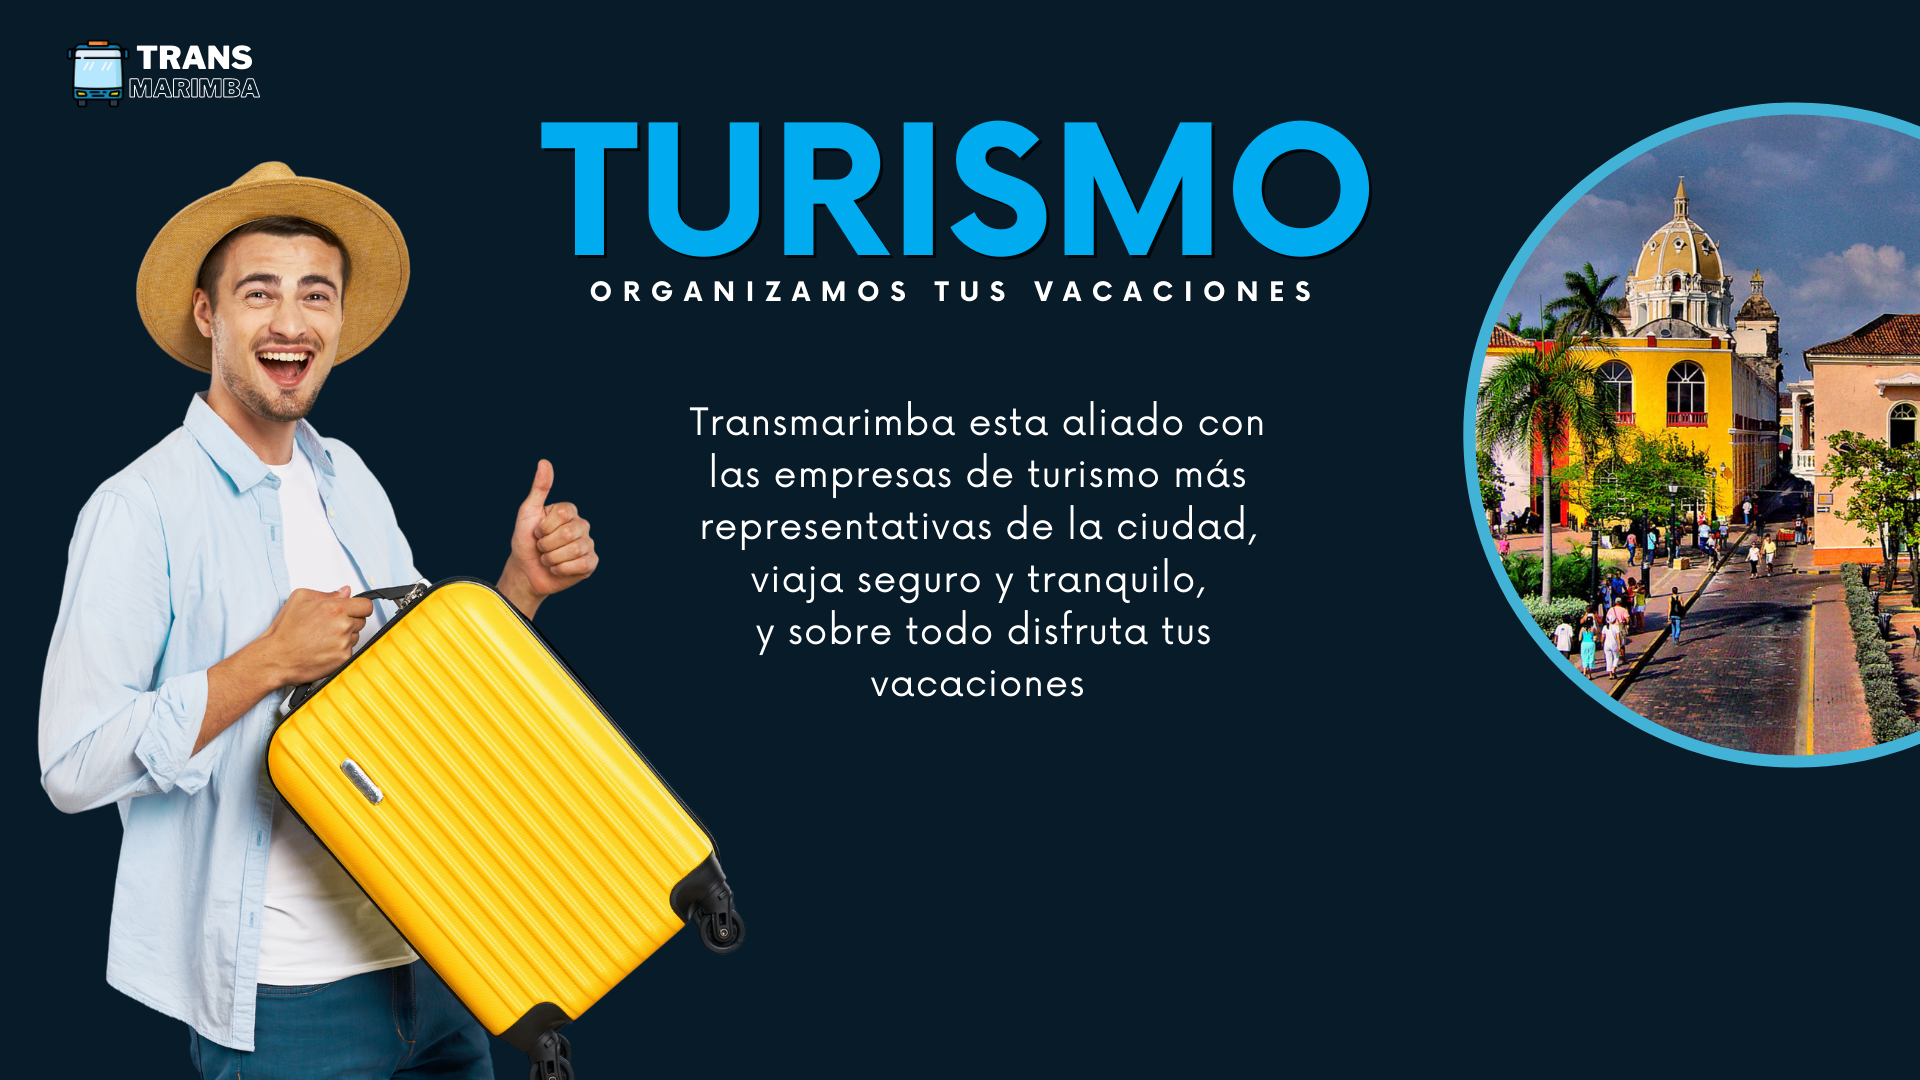 TRANS
MARIMBA
TURISMO
ORGANIZAMOS TUS VACACIONES
Transmarimba esta aliado con
las empresas de turismo más
representativas de la ciudad,
viaja seguro y tranquilo,
y sobre todo disfruta tus
vacaciones